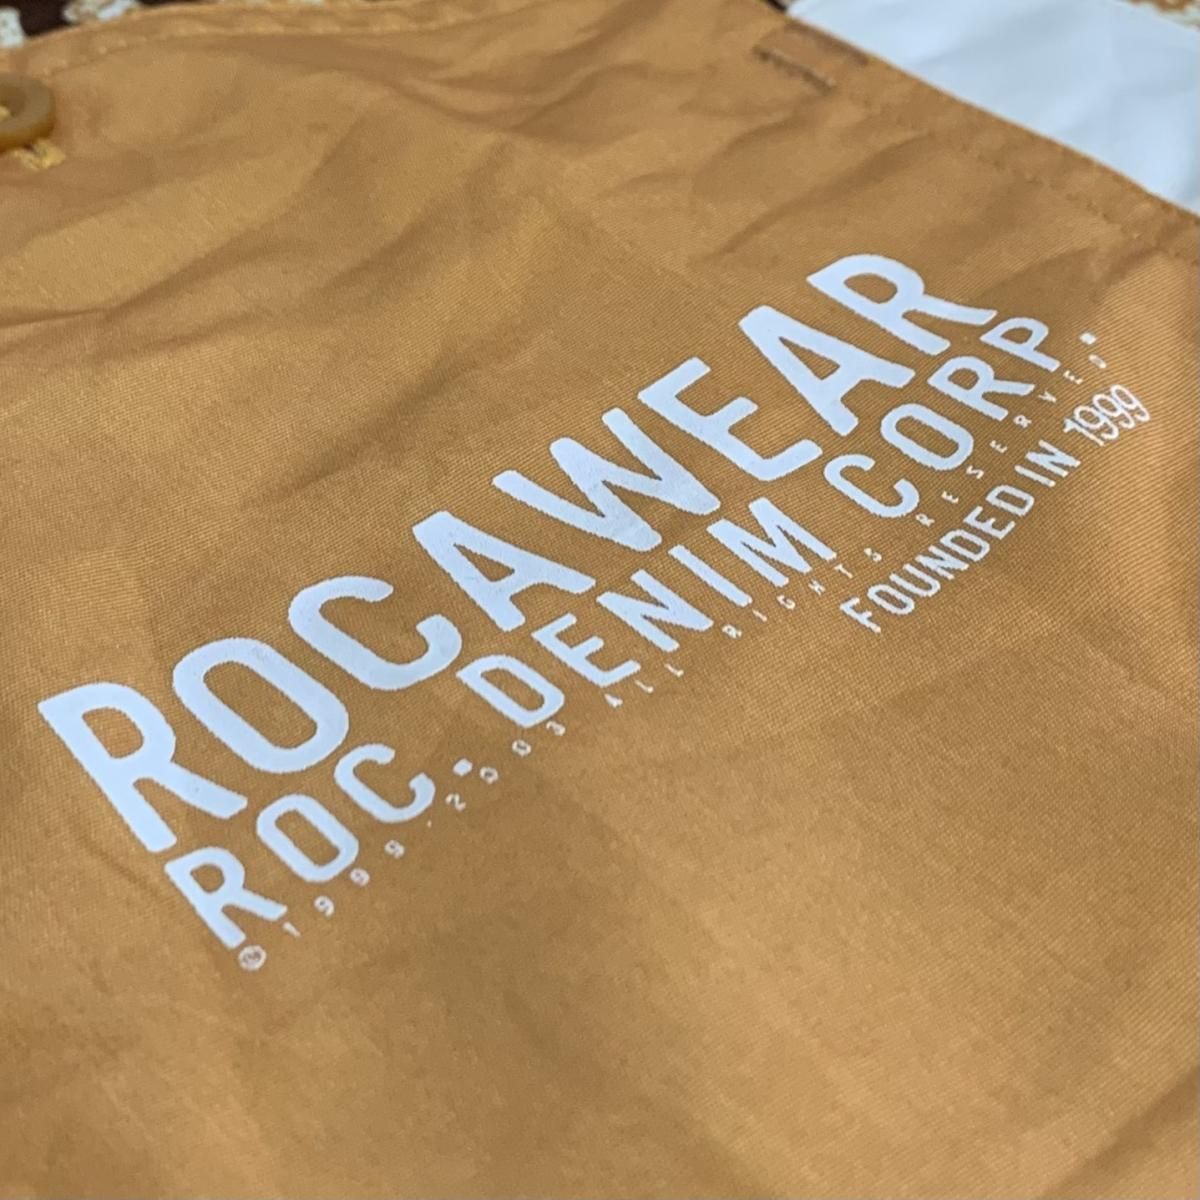 ROCAWEAR
ROC. DENIM CORP.
©1999.2003 ALL RIGHTS RESERVED
FOUNDED IN 1999